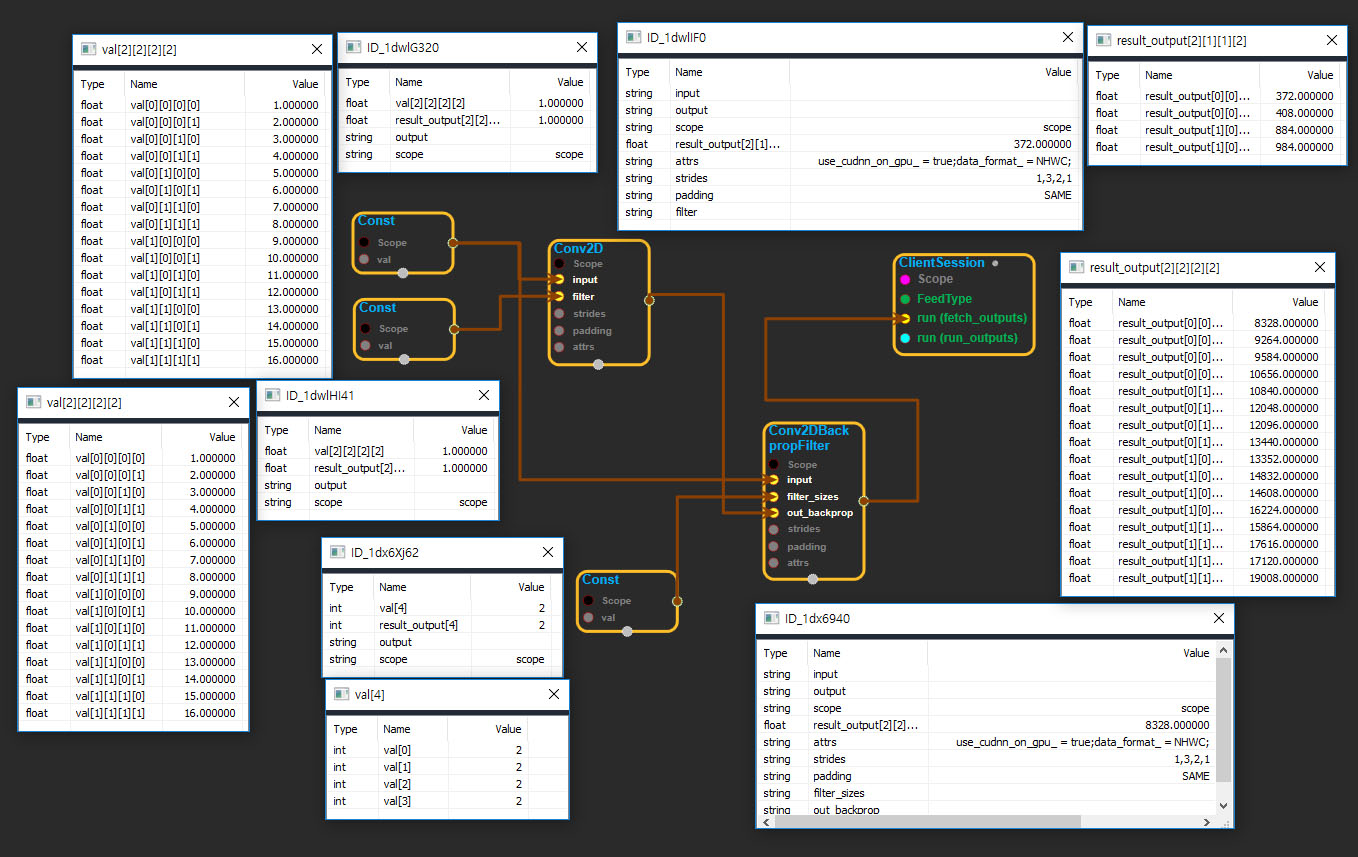 val[2][2][2][2]
Type Name Value
float val[0][0][0][0] 1.000000
float val[0][0][0][1] 2.000000
float val[0][0][1][0] 3.000000
float val[0][0][1][1] 4.000000
float val[0][1][0][0] 5.000000
float val[0][1][0][1] 6.000000
float val[0][1][1][0] 7.000000
float val[0][1][1][1] 8.000000
float val[1][0][0][0] 9.000000
float val[1][0][0][1] 10.000000
float val[1][0][1][0] 11.000000
float val[1][0][1][1] 12.000000
float val[1][1][0][0] 13.000000
float val[1][1][0][1] 14.000000
float val[1][1][1][0] 15.000000
float val[1][1][1][1] 16.000000
ID_1dwlG320
Type Name Value
float val[2][2][2][2] 1.000000
float result_output[2][2]... 1.000000
string output
string scope scope
ID_1dwlIF0
Type Name Value
string input
string output
string scope scope
float result_output[2][1]... 372.000000
string attrs use_cudnn_on_gpu_ = true;data_format_ = NHWC;
string strides 1,3,2,1
string padding SAME
string filter
result_output[2][1][1][2]
Type Name Value
float result_output[0][0]... 372.000000
float result_output[0][0]... 408.000000
float result_output[1][0]... 884.000000
float result_output[1][0]... 984.000000
Const
Scope
val
Const
Scope
val
Conv2D
Scope
input
filter
strides
padding
attrs
ClientSession
Scope
FeedType
run (fetch_outputs)
run (run_outputs)
result_output[2][2][2][2]
Type Name Value
float result_output[0][0]... 8328.000000
float result_output[0][0]... 9264.000000
float result_output[0][0]... 9584.000000
float result_output[0][0]... 10656.000000
float result_output[0][1]... 10840.000000
float result_output[0][1]... 12048.000000
float result_output[0][1]... 12096.000000
float result_output[0][1]... 13440.000000
float result_output[1][0]... 13352.000000
float result_output[1][0]... 14832.000000
float result_output[1][0]... 14608.000000
float result_output[1][0]... 16224.000000
float result_output[1][1]... 15864.000000
float result_output[1][1]... 17616.000000
float result_output[1][1]... 17120.000000
float result_output[1][1]... 19008.000000
val[2][2][2][2]
Type Name Value
float val[0][0][0][0] 1.000000
float val[0][0][0][1] 2.000000
float val[0][0][1][0] 3.000000
float val[0][0][1][1] 4.000000
float val[0][1][0][0] 5.000000
float val[0][1][0][1] 6.000000
float val[0][1][1][0] 7.000000
float val[0][1][1][1] 8.000000
float val[1][0][0][0] 9.000000
float val[1][0][0][1] 10.000000
float val[1][0][1][0] 11.000000
float val[1][0][1][1] 12.000000
float val[1][1][0][0] 13.000000
float val[1][1][0][1] 14.000000
float val[1][1][1][0] 15.000000
float val[1][1][1][1] 16.000000
ID_1dwlHI41
Type Name Value
float val[2][2][2][2] 1.000000
float result_output[2]... 1.000000
string output
string scope scope
Conv2DBack
propFilter
Scope
input
filter_sizes
out_backprop
strides
padding
attrs
ID_1dx6Xj62
Type Name Value
int val[4] 2
int result_output[4] 2
string output
string scope scope
Const
Scope
val
val[4]
Type Name Value
int val[0] 2
int val[1] 2
int val[2] 2
int val[3] 2
ID_1dx6940
Type Name Value
string input
string output
string scope scope
float result_output[2][2]... 8328.000000
string attrs use_cudnn_on_gpu_ = true;data_format_ = NHWC;
string strides 1,3,2,1
string padding SAME
string filter_sizes
string out_backprop